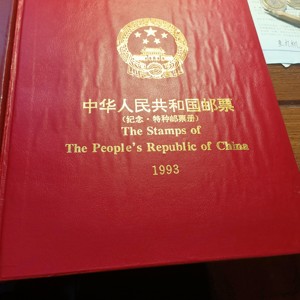 中华人民共和国邮票
(纪念·特种邮票册)
The Stamps of
The People's Republic of China
1993